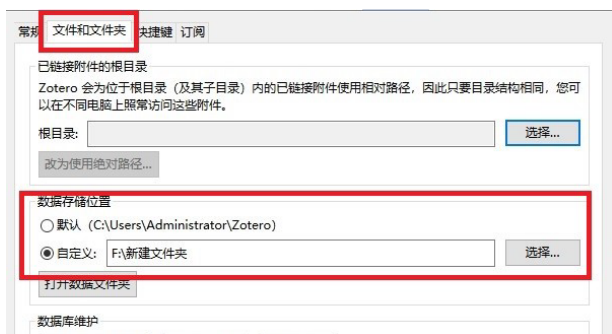 常规 文件和文件夹 快捷键 订阅
已链接附件的根目录
Zotero 会为位于根目录（及其子目录）内的已链接附件使用相对路径，因此只要目录结构相同，您可
以在不同电脑上照常访问这些附件。
根目录: 选择...
改为使用绝对路径...
数据存储位置
默认（C:\Users\Administrator\Zotero）
自定义: F:\新建文件夹 选择...
打开数据文件夹
数据库维护